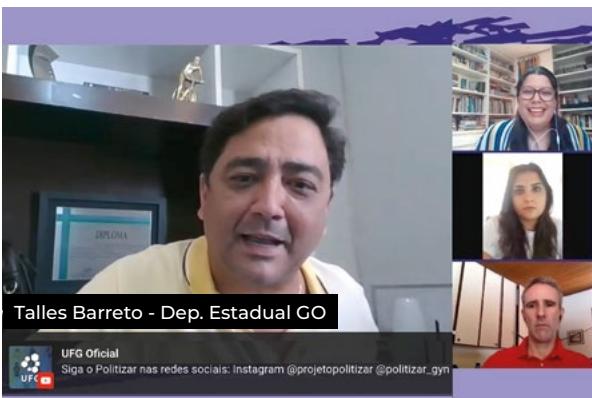 DIPLOMA
Talles Barreto - Dep. Estadual GO
UFG Oficial
Siga o Politizar nas redes sociais: Instagram @projetopolitizar @politizar_gyn
UFG